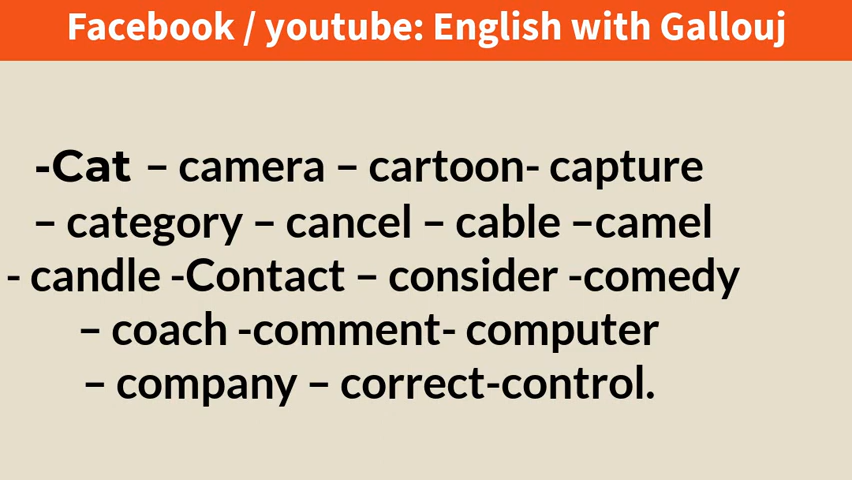 Facebook / youtube: English with Gallouj
-Cat – camera – cartoon- capture
– category – cancel – cable –camel
- candle -Contact – consider -comedy
– coach -comment- computer
– company – correct-control.